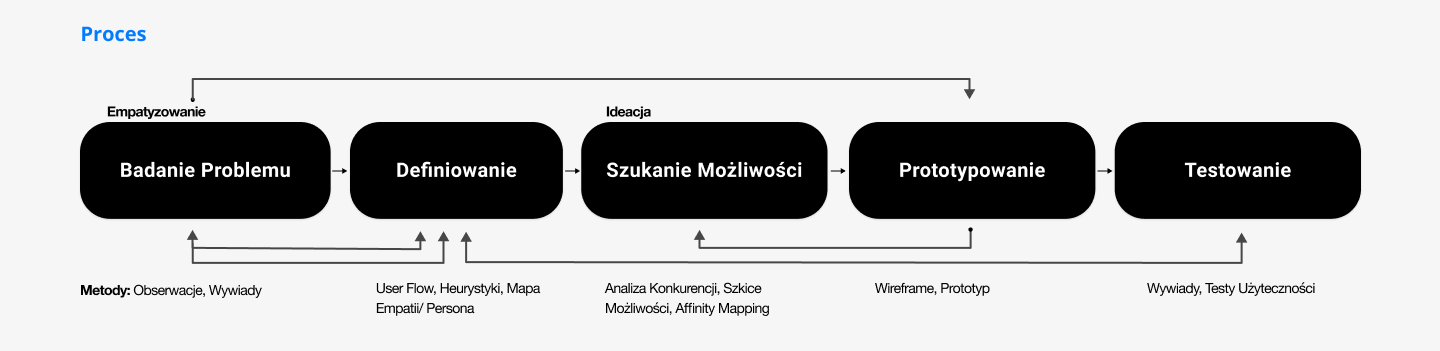 Proces
Empatyzowanie
Ideacja
Badanie Problemu
Definiowanie
Szukanie Możliwości
Prototypowanie
Testowanie
Metody: Obserwacje, Wywiady
User Flow, Heurystyki, Mapa
Empatii/ Persona
Analiza Konkurencji, Szkice
Możliwości, Affinity Mapping
Wireframe, Prototyp
Wywiady, Testy Użyteczności